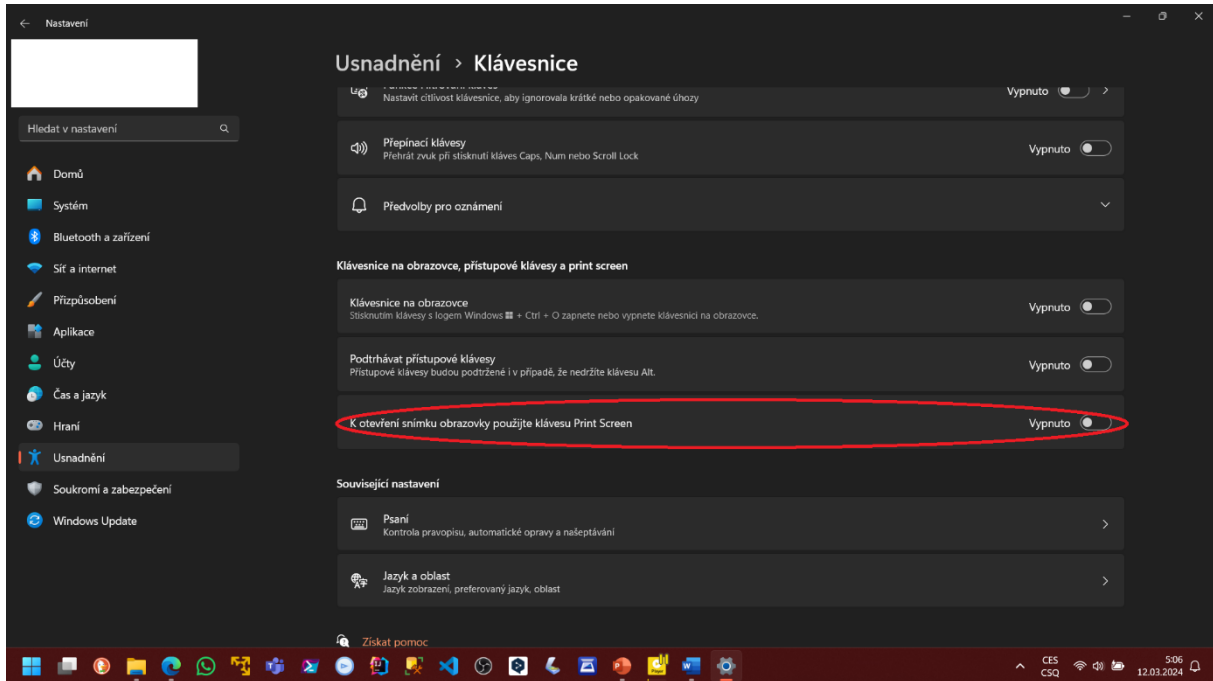 Nastavení
Usnadnění > Klávesnice
Hledat v nastavení
Domů
Systém
Bluetooth a zařízení
Síť a internet
Přizpůsobení
Aplikace
Účty
Čas a jazyk
Hraní
Usnadnění
Soukromí a zabezpečení
Windows Update
Nastavit citlivost klávesnice, aby ignorovala krátké nebo opakované úhozy
Vypnuto
Přepínací klávesy
Přehrát zvuk při stisknutí kláves Caps, Num nebo Scroll Lock
Vypnuto
Předvolby pro oznámení
Klávesnice na obrazovce, přístupové klávesy a print screen
Klávesnice na obrazovce
Stisknutím klávesy s logem Windows + Ctrl + O zapnete nebo vypnete klávesnici na obrazovce.
Vypnuto
Podtrhávat přístupové klávesy
Přístupové klávesy budou podtržené i v případě, že nedržíte klávesu Alt.
Vypnuto
K otevření snímku obrazovky použijte klávesu Print Screen
Vypnuto
Související nastavení
Psaní
Kontrola pravopisu, automatické opravy a našeptávání
Jazyk a oblast
Jazyk zobrazení, preferovaný jazyk, oblast
Získat pomoc
CES
CSQ
5:06
12.03.2024